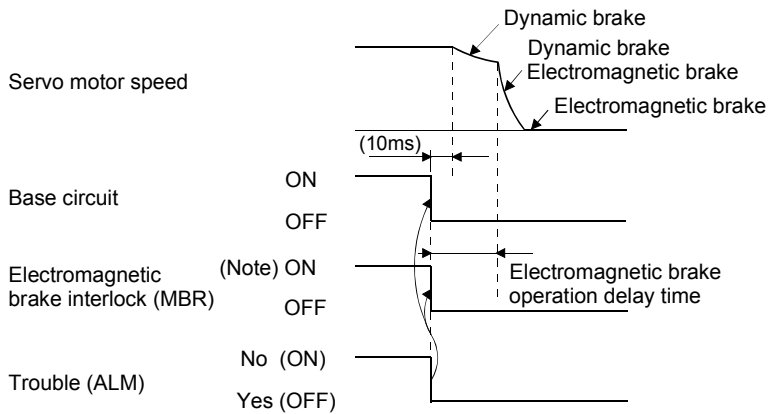 Dynamic brake
Dynamic brake
Electromagnetic brake
Servo motor speed
Electromagnetic brake
(10ms)
ON
Base circuit
OFF
Electromagnetic
brake interlock (MBR)
(Note) ON
OFF
Electromagnetic brake
operation delay time
No (ON)
Trouble (ALM)
Yes (OFF)